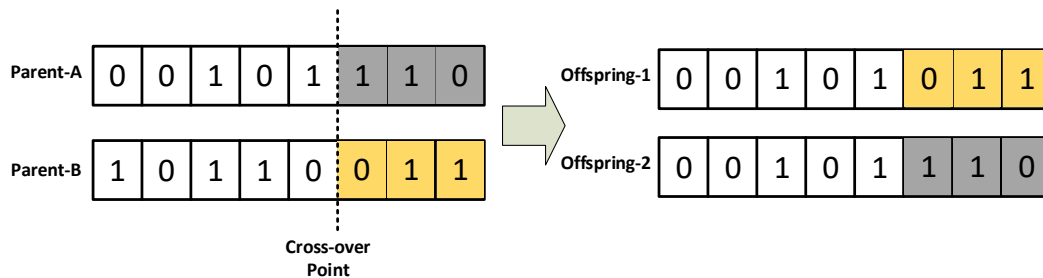 Parent-A 0 0 1 0 1 1 1 0
Parent-B 1 0 1 1 0 0 1 1
Cross-over
Point
Offspring-1 0 0 1 0 1 0 1 1
Offspring-2 0 0 1 0 1 1 1 0